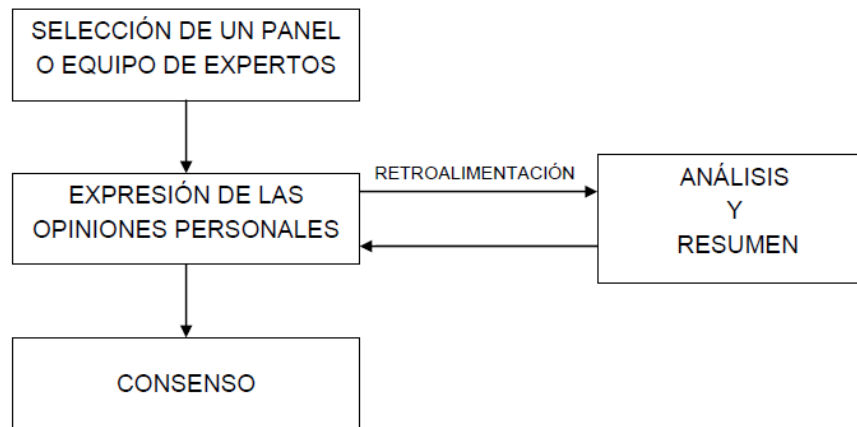 SELECCIÓN DE UN PANEL
O EQUIPO DE EXPERTOS
EXPRESIÓN DE LAS
OPINIONES PERSONALES
RETROALIMENTACIÓN
ANÁLISIS
Y
RESUMEN
CONSENSO